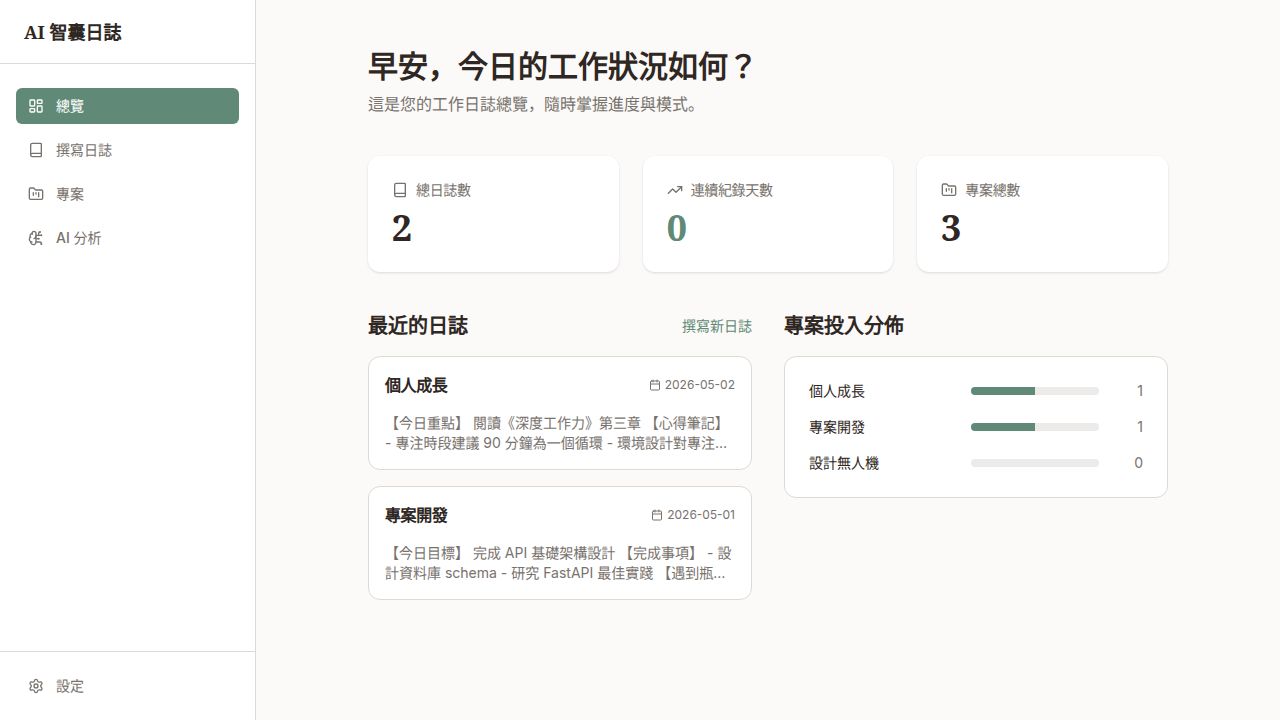 AI 智囊日誌
總覽
撰寫日誌
專案
AI 分析
設定
早安，今日的工作狀況如何？
這是您的工作日誌總覽，隨時掌握進度與模式。
總日誌數
2
連續紀錄天數
0
專案總數
3
最近的日誌
撰寫新日誌
個人成長
2026-05-02
【今日重點】 閱讀《深度工作力》第三章 【心得筆記】
- 專注時段建議 90 分鐘為一個循環 - 環境設計對專注...
專案開發
2026-05-01
【今日目標】 完成 API 基礎架構設計 【完成事項】 - 設
計資料庫 schema - 研究 FastAPI 最佳實踐 【遇到瓶...
專案投入分佈
個人成長 1
專案開發 1
設計無人機 0